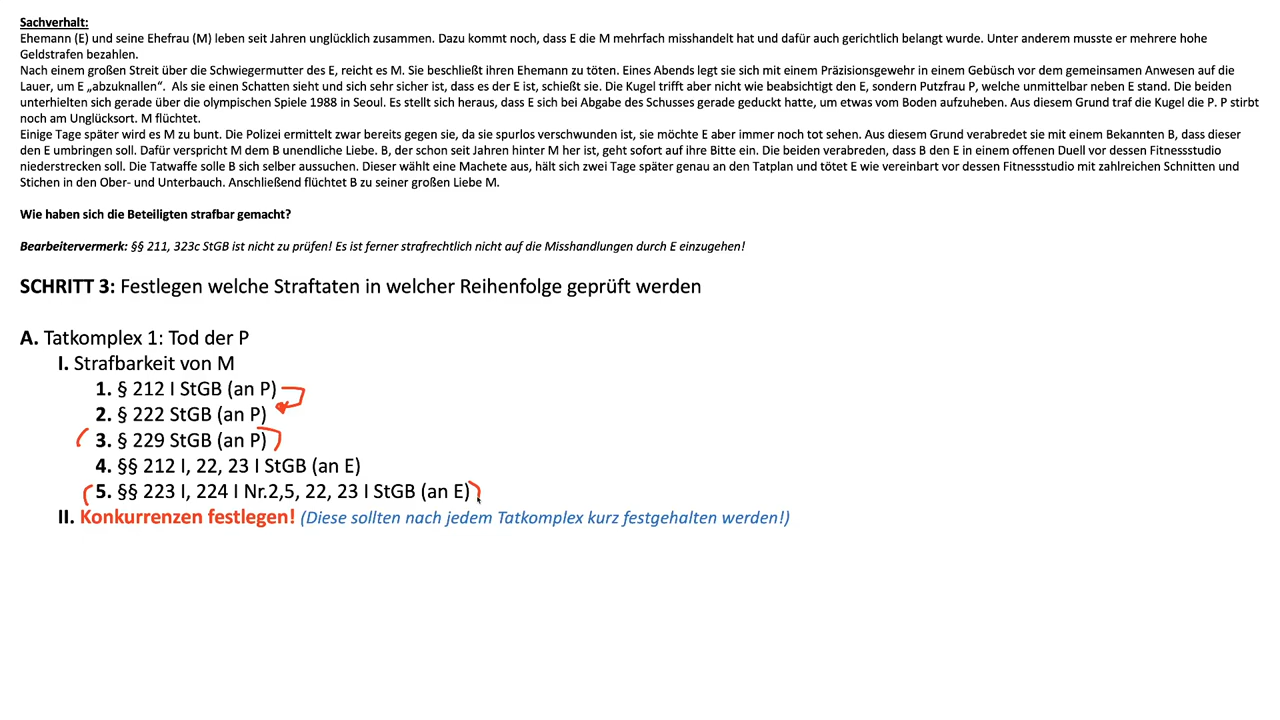 Sachverhalt:
Ehemann (E) und seine Ehefrau (M) leben seit Jahren unglücklich zusammen. Dazu kommt noch, dass E die M mehrfach misshandelt hat und dafür auch gerichtlich belangt wurde. Unter anderem musste er mehrere hohe
Geldstrafen bezahlen.
Nach einem großen Streit über die Schwiegermutter des E, reicht es M. Sie beschließt ihren Ehemann zu töten. Eines Abends legt sie sich mit einem Präzisionsgewehr in einem Gebüsch vor dem gemeinsamen Anwesen auf die
Lauer, um E „abzuknallen“. Als sie einen Schatten sieht und sich sehr sicher ist, dass es der E ist, schießt sie. Die Kugel trifft aber nicht wie beabsichtigt den E, sondern Putzfrau P, welche unmittelbar neben E stand. Die beiden
unterhielten sich gerade über die olympischen Spiele 1988 in Seoul. Es stellt sich heraus, dass E sich bei Abgabe des Schusses gerade geduckt hatte, um etwas vom Boden aufzuheben. Aus diesem Grund traf die Kugel die P. P stirbt
noch am Unglücksort. M flüchtet.
Einige Tage später wird es M zu bunt. Die Polizei ermittelt zwar bereits gegen sie, da sie spurlos verschwunden ist, sie möchte E aber immer noch tot sehen. Aus diesem Grund verabredet sie mit einem Bekannten B, dass dieser
den E umbringen soll. Dafür verspricht M dem B unendliche Liebe. B, der schon seit Jahren hinter M her ist, geht sofort auf ihre Bitte ein. Die beiden verabreden, dass B den E in einem offenen Duell vor dessen Fitnessstudio
niederstrecken soll. Die Tatwaffe solle B sich selber aussuchen. Dieser wählt eine Machete aus, hält sich zwei Tage später genau an den Tatplan und tötet E wie vereinbart vor dessen Fitnessstudio mit zahlreichen Schnitten und
Stichen in den Ober- und Unterbauch. Anschließend flüchtet B zu seiner großen Liebe M.
Wie haben sich die Beteiligten strafbar gemacht?
Bearbeitervermerk: §§ 211, 323c StGB ist nicht zu prüfen! Es ist ferner strafrechtlich nicht auf die Misshandlungen durch E einzugehen!
SCHRITT 3: Festlegen welche Straftaten in welcher Reihenfolge geprüft werden
A. Tatkomplex 1: Tod der P
I. Strafbarkeit von M
1. § 212 I StGB (an P)
2. § 222 StGB (an P)
3. § 229 StGB (an P)
4. §§ 212 I, 22, 23 I StGB (an E)
5. §§ 223 I, 224 I Nr.2,5, 22, 23 I StGB (an E)
II. Konkurrenzen festlegen! (Diese sollten nach jedem Tatkomplex kurz festgehalten werden!)